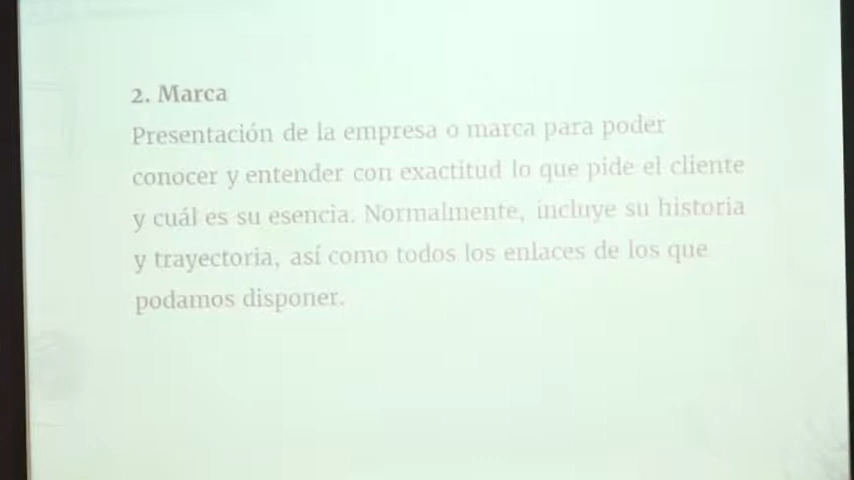 2. Marca
Presentación de la empresa o marca para poder
conocer y entender con exactitud lo que pide el cliente
y cuál es su esencia. Normalmente, incluye su historia
y trayectoria, así como todos los enlaces de los que
podamos disponer.